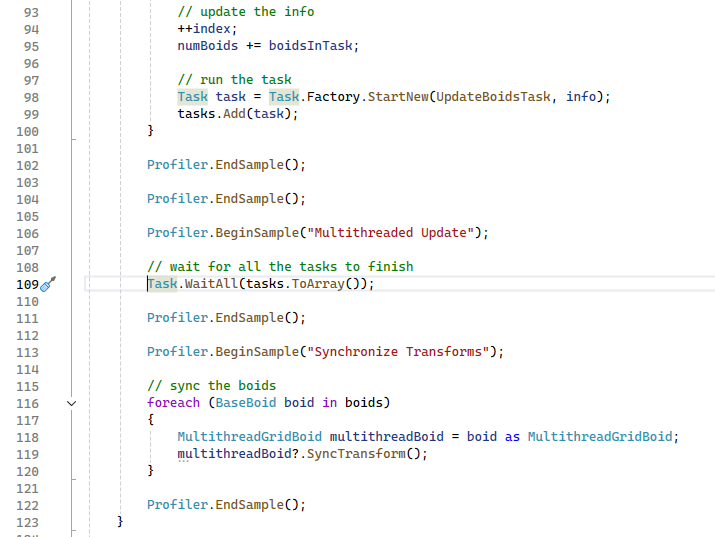 93 // update the info
94 ++index;
95 numBoids += boidsInTask;
96
97 // run the task
98 Task task = Task.Factory.StartNew(UpdateBoidsTask, info);
99 tasks.Add(task);
100 }
101
102 Profiler.EndSample();
103
104 Profiler.EndSample();
105
106 Profiler.BeginSample("Multithreaded Update");
107
108 // wait for all the tasks to finish
109 Task.WaitAll(tasks.ToArray());
110
111 Profiler.EndSample();
112
113 Profiler.BeginSample("Synchronize Transforms");
114
115 // sync the boids
116 foreach (BaseBoid boid in boids)
117 {
118 MultithreadGridBoid multithreadBoid = boid as MultithreadGridBoid;
119 multithreadBoid?.SyncTransform();
120 }
121
122 Profiler.EndSample();
123 }